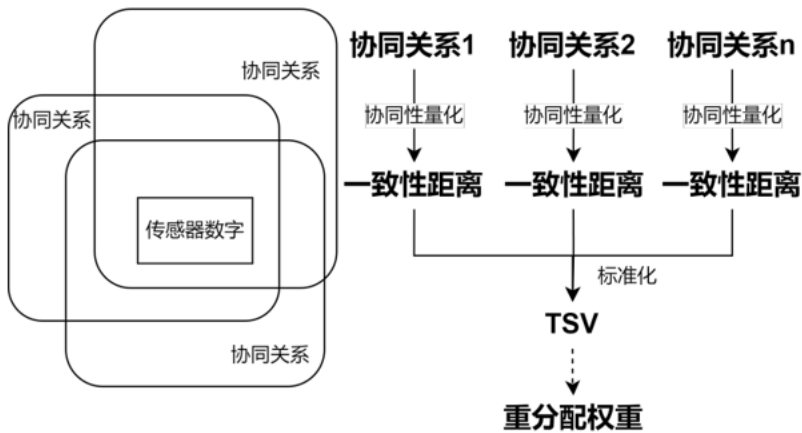 协同关系
协同关系
传感器数字
协同关系
协同关系1 协同关系2 协同关系n
协同性量化 协同性量化 协同性量化
一致性距离 一致性距离 一致性距离
标准化
TSV
重分配权重